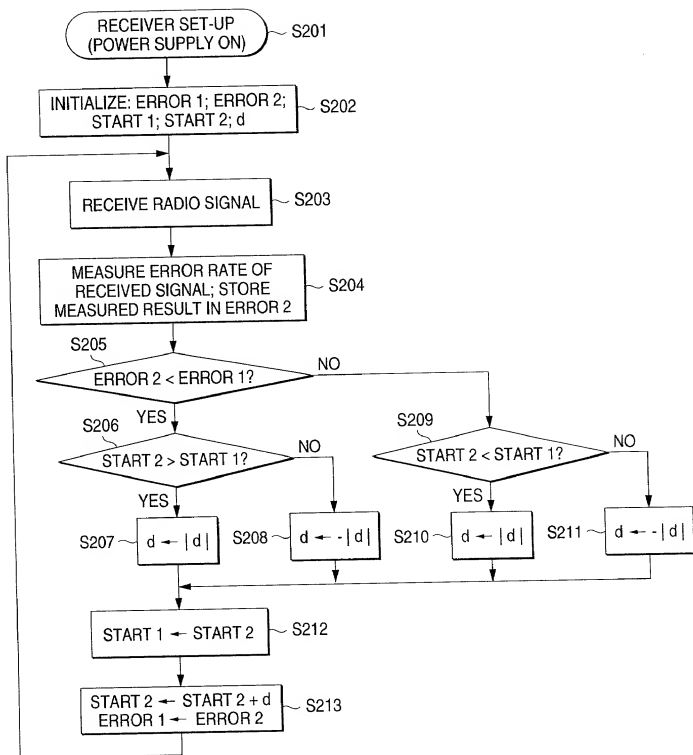 RECEIVER SET-UP
(POWER SUPPLY ON)
S201
INITIALIZE: ERROR 1; ERROR 2;
START 1; START 2; d
S202
RECEIVE RADIO SIGNAL
S203
MEASURE ERROR RATE OF
RECEIVED SIGNAL; STORE
MEASURED RESULT IN ERROR 2
S204
S205
ERROR 2 < ERROR 1?
NO
YES
S206
START 2 > START 1?
NO
YES
S209
START 2 < START 1?
NO
YES
S207
d ← |d|
S208
d ← -|d|
S210
d ← |d|
S211
d ← -|d|
START 1 ← START 2
S212
START 2 ← START 2 + d
ERROR 1 ← ERROR 2
S213